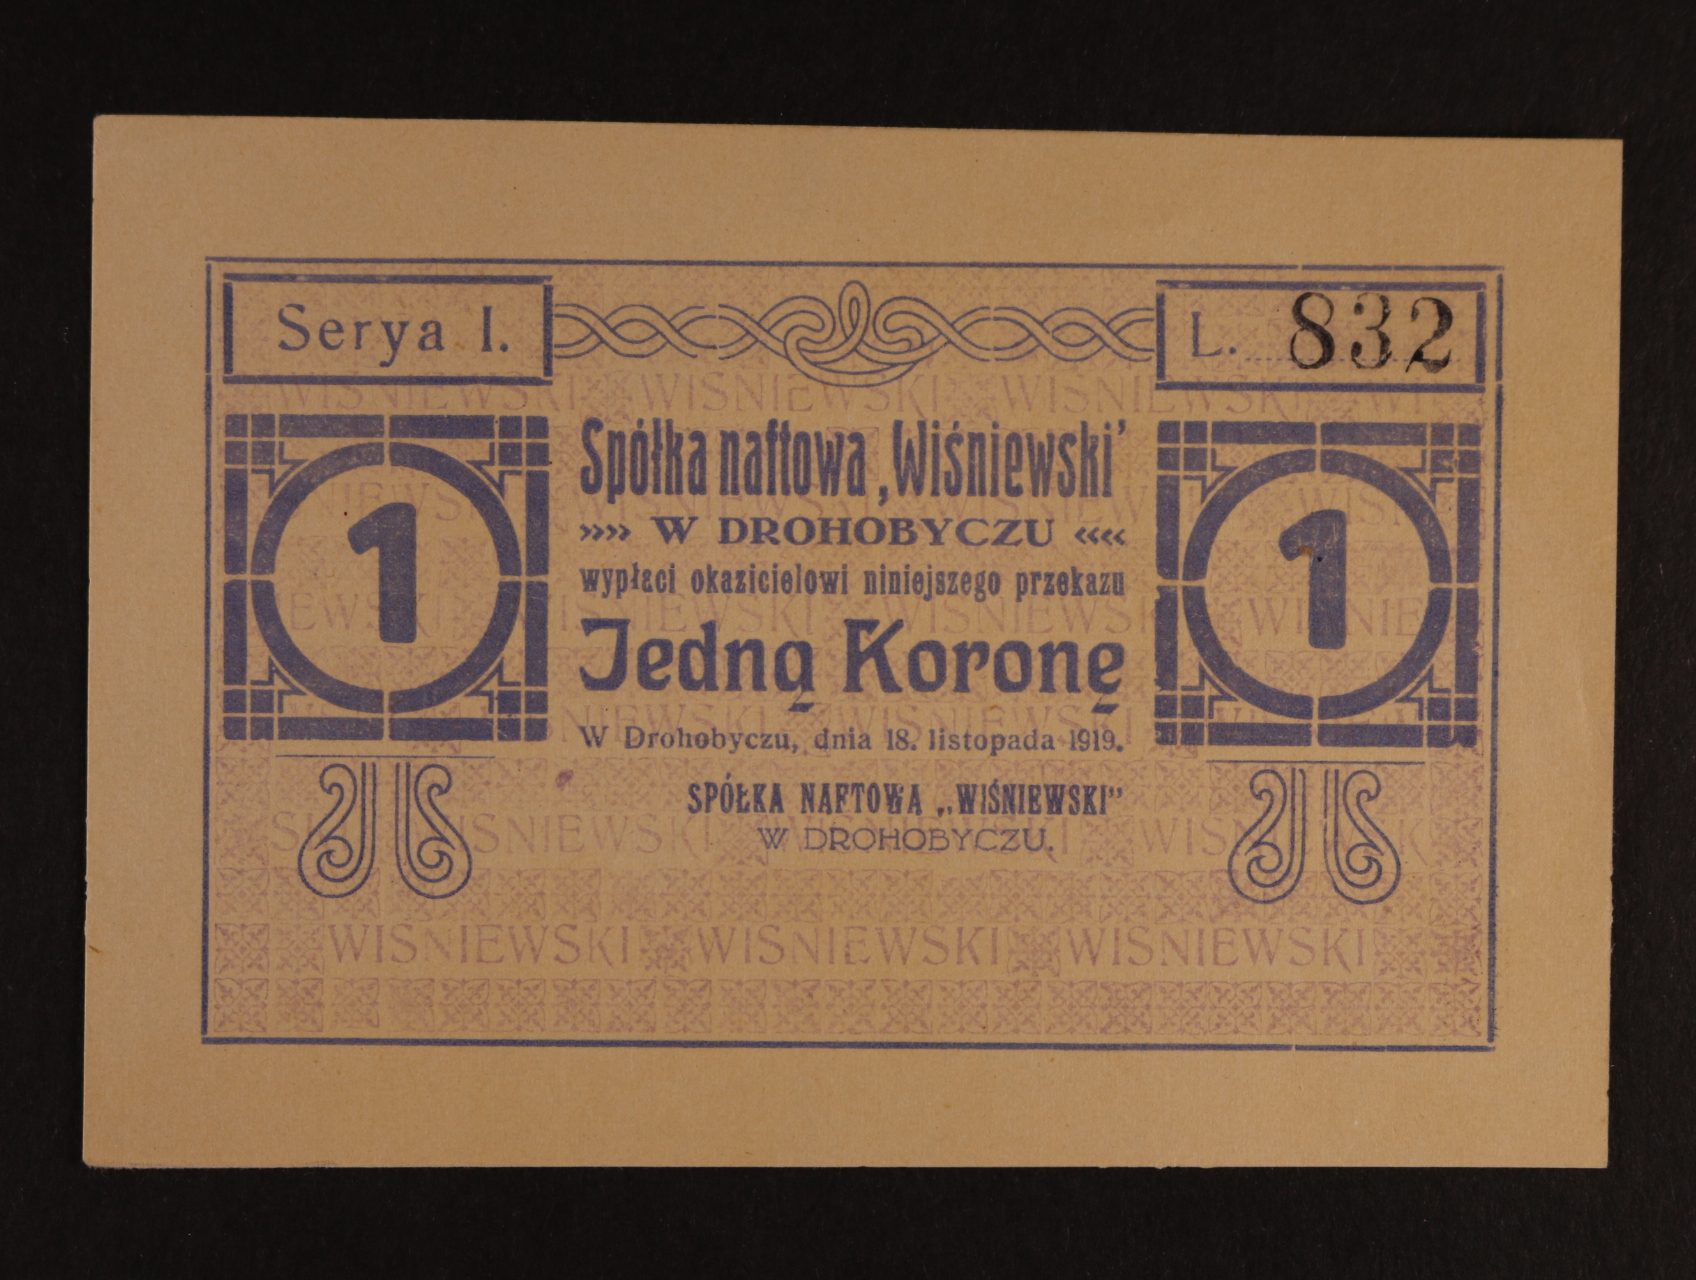 Serya I.
L. 832
Spółka naftowa ‚Wiśniewski’
»» W DROHOBYCZU ««
wypłaci okazicielowi niniejszego przekazu
Jedną Koronę
1
1
W Drohobyczu, dnia 18. listopada 1919.
SPÓŁKA NAFTOWA „WIŚNIEWSKI”
W DROHOBYCZU.
WIŚNIEWSKI WIŚNIEWSKI WIŚNIEWSKI